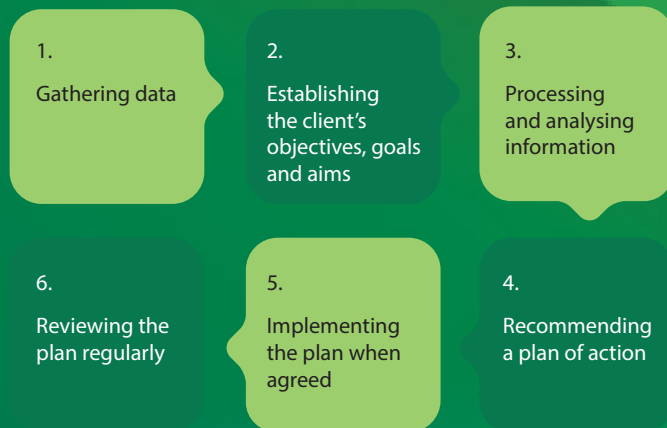 1.
Gathering data
2.
Establishing
the client’s
objectives, goals
and aims
3.
Processing
and analysing
information
4.
Recommending
a plan of action
5.
Implementing
the plan when
agreed
6.
Reviewing the
plan regularly